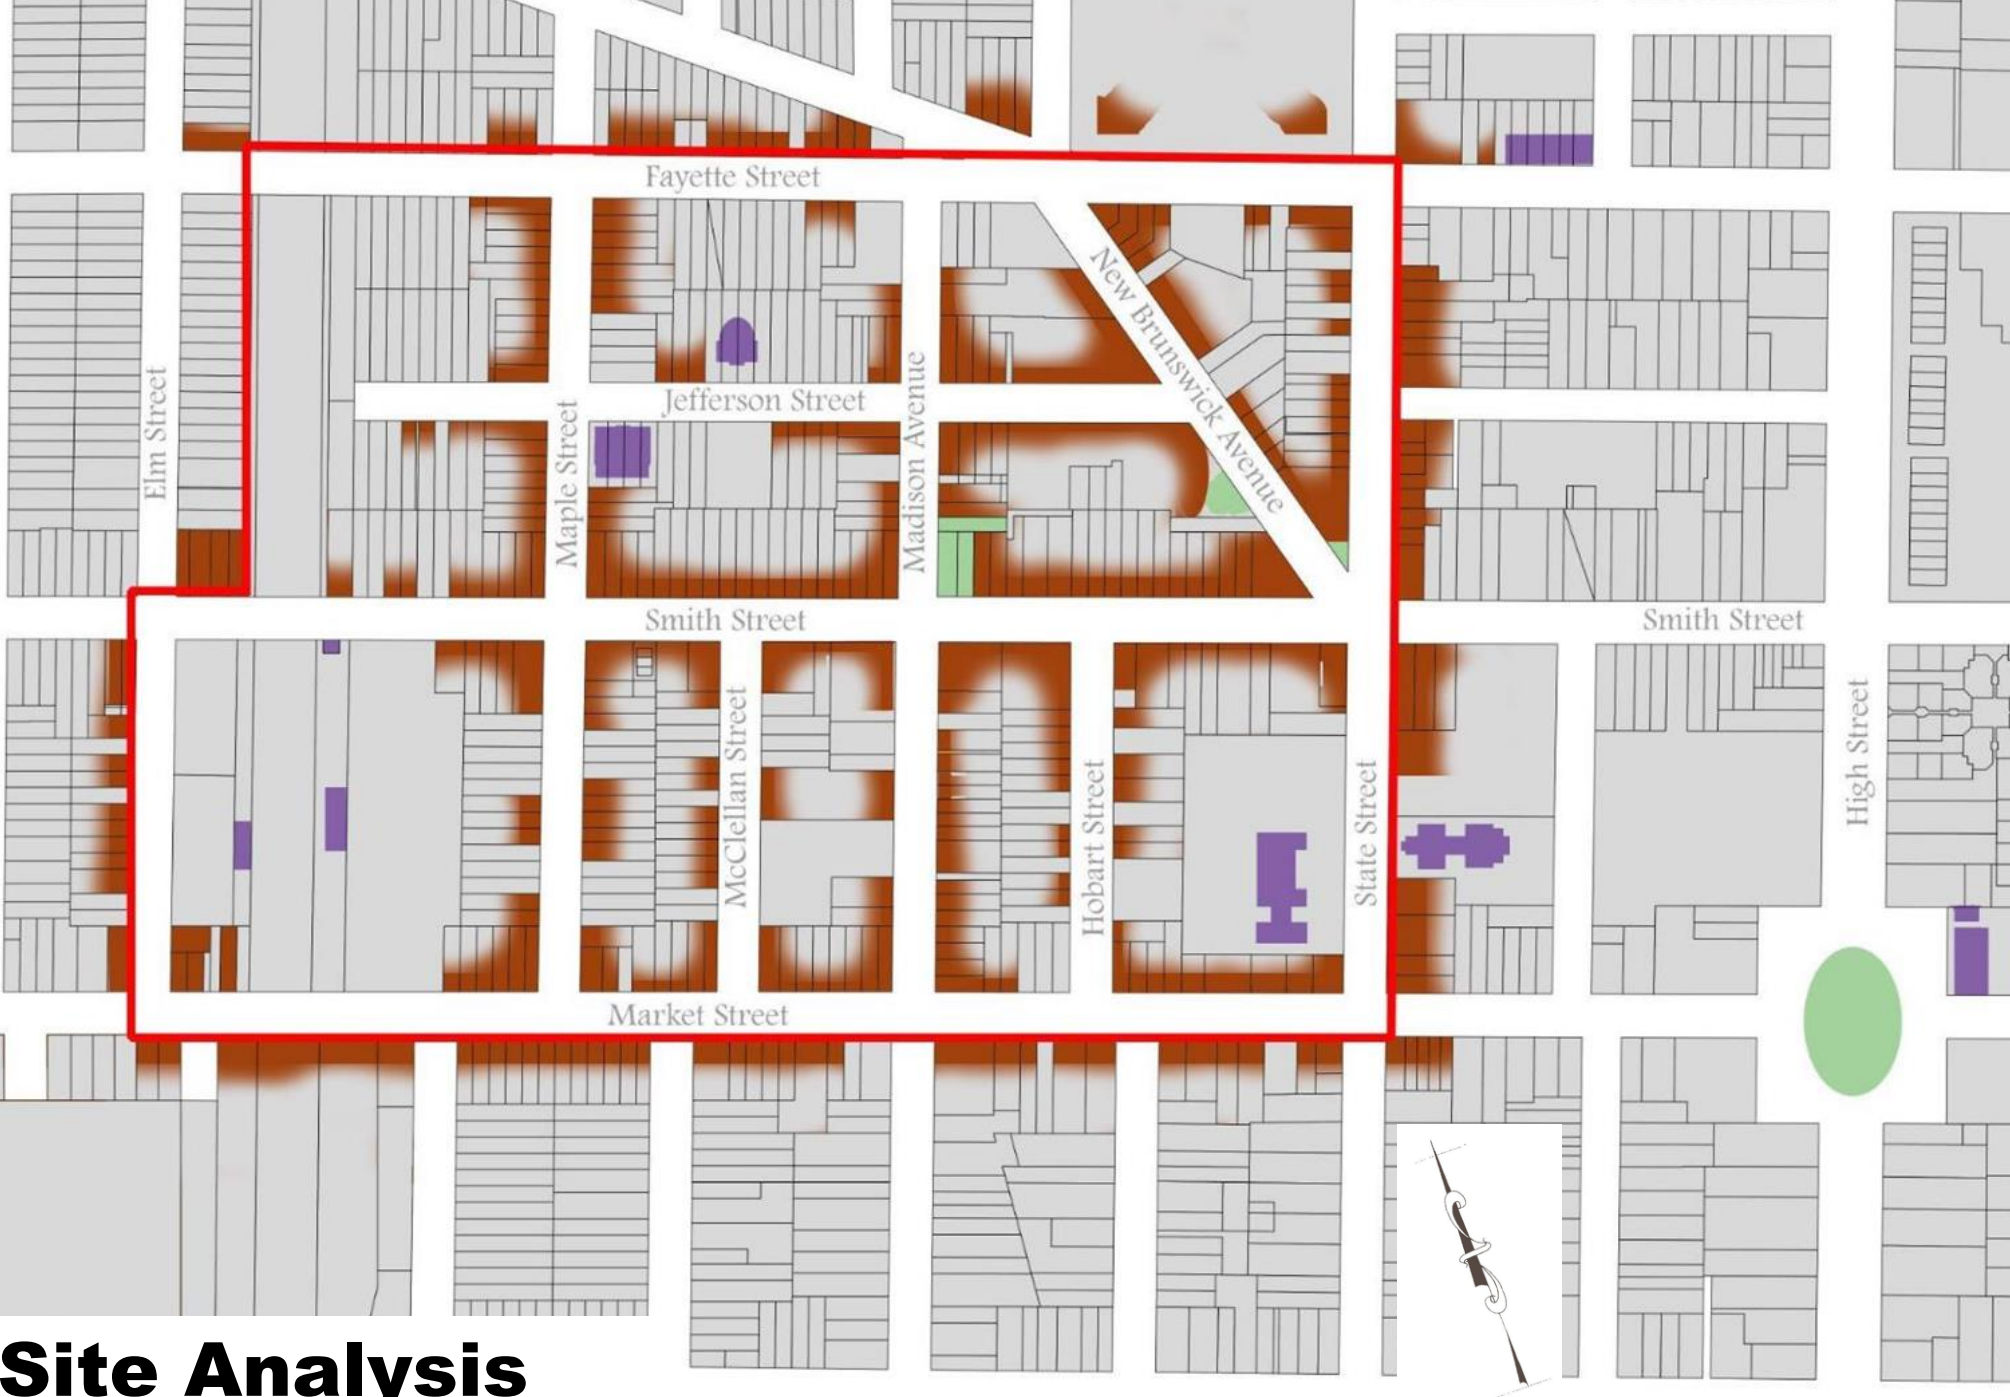 Fayette Street
New Brunswick Avenue
Jefferson Street
Elm Street
Maple Street
Madison Avenue
Smith Street
Smith Street
McClellan Street
Hobart Street
State Street
High Street
Market Street
Site Analysis